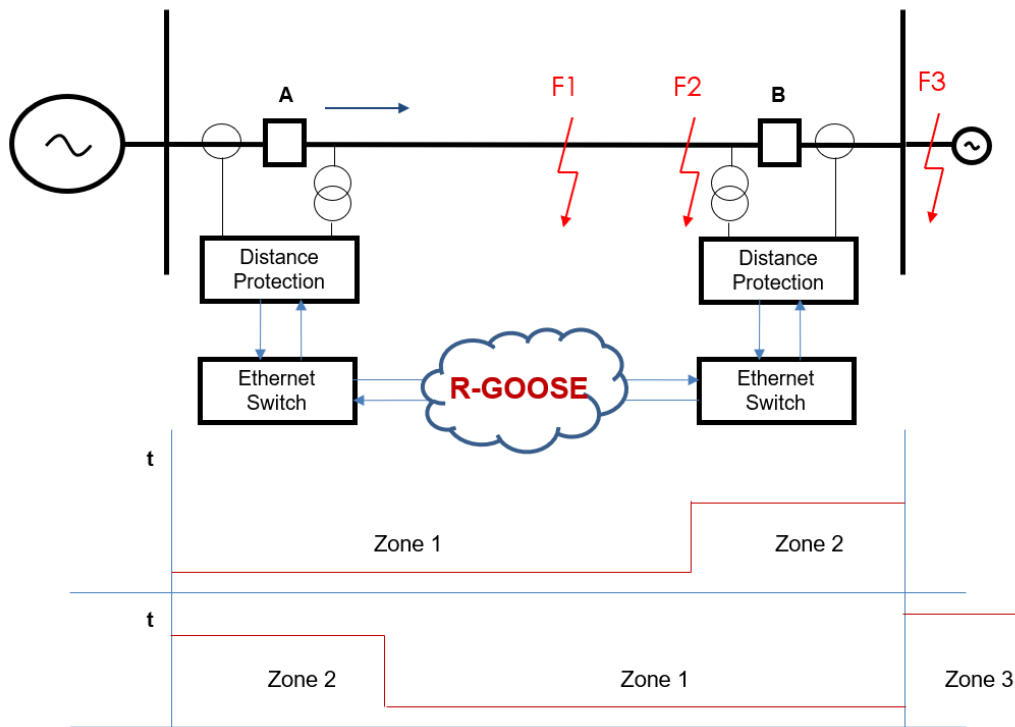 A
F1
F2
B
F3
Distance
Protection
Distance
Protection
Ethernet
Switch
R-GOOSE
Ethernet
Switch
t
Zone 1
Zone 2
t
Zone 2
Zone 1
Zone 3